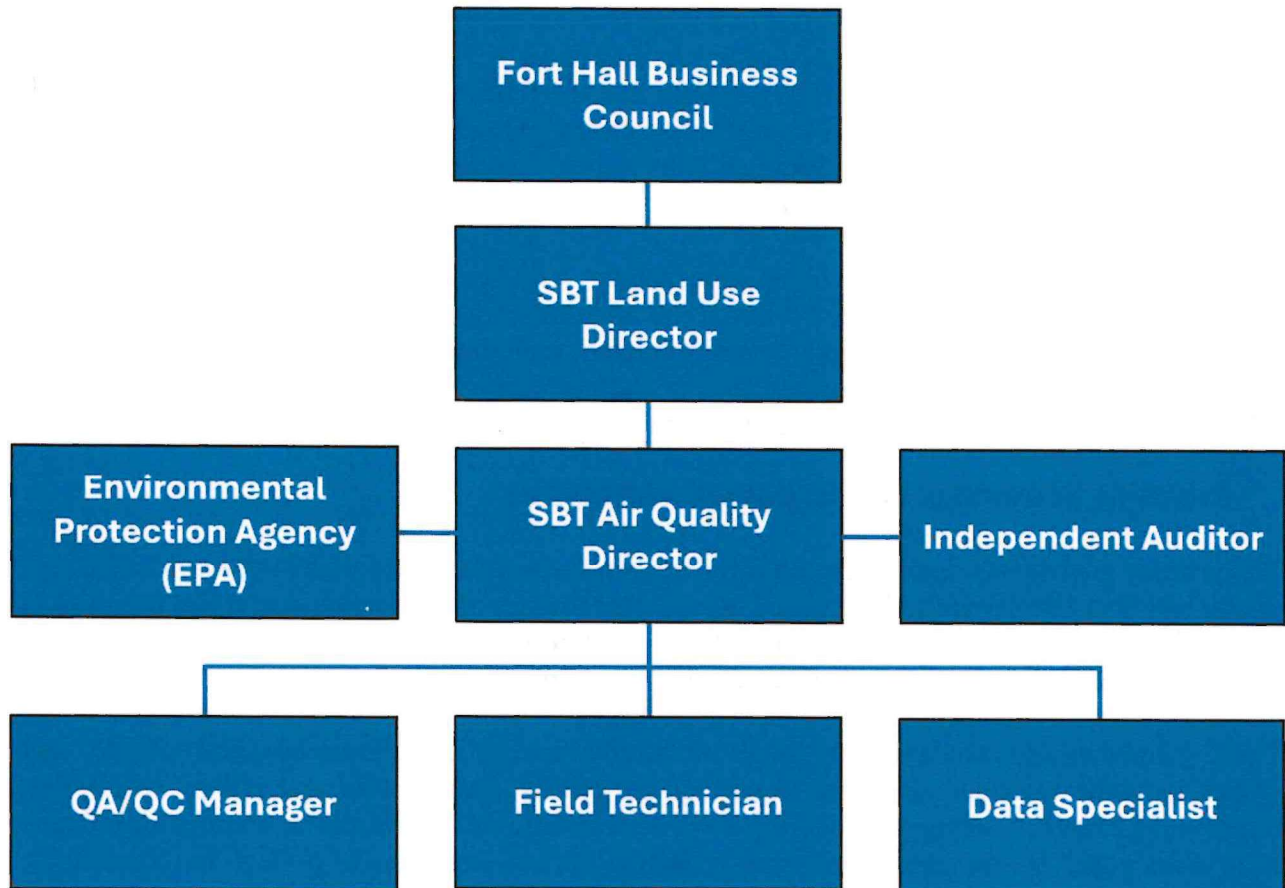 Fort Hall Business
Council
SBT Land Use
Director
Environmental
Protection Agency
(EPA)
SBT Air Quality
Director
Independent Auditor
QA/QC Manager
Field Technician
Data Specialist